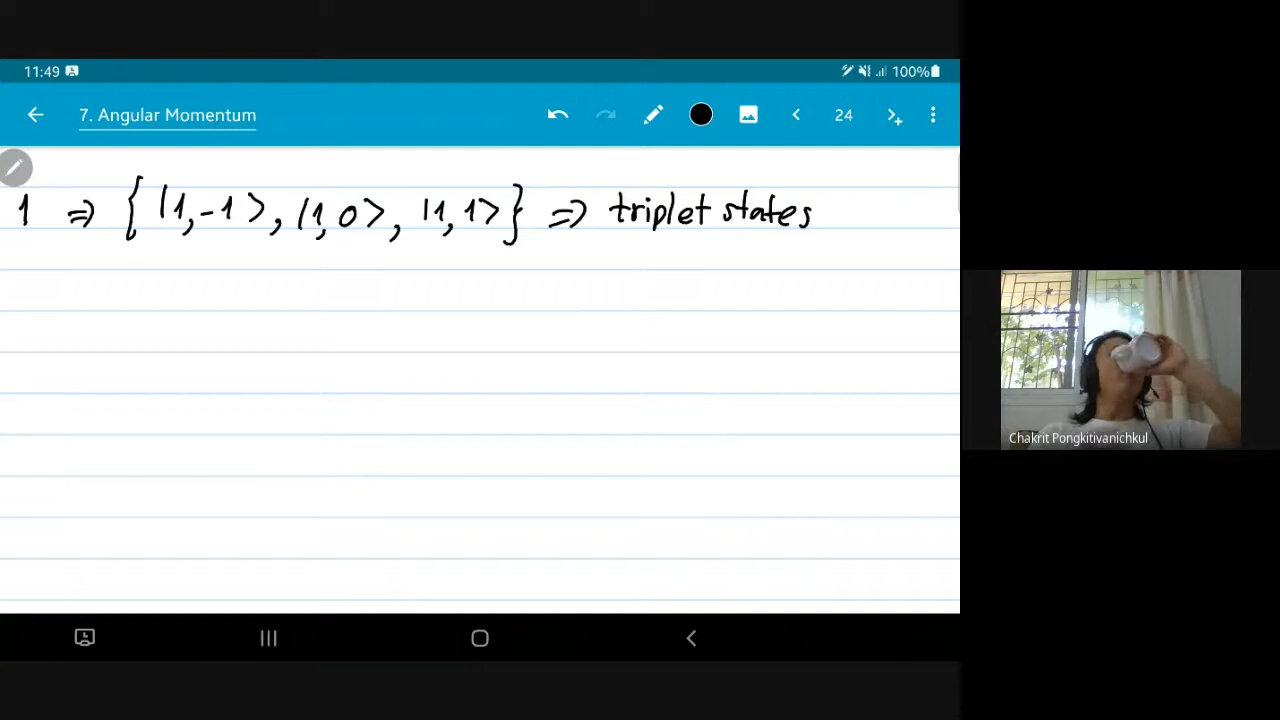 11:49 100%
7. Angular Momentum 24
1 => { |1,-1>, |1, 0>, |1, 1> } => triplet states
Chakrit Pongkitivanichkul